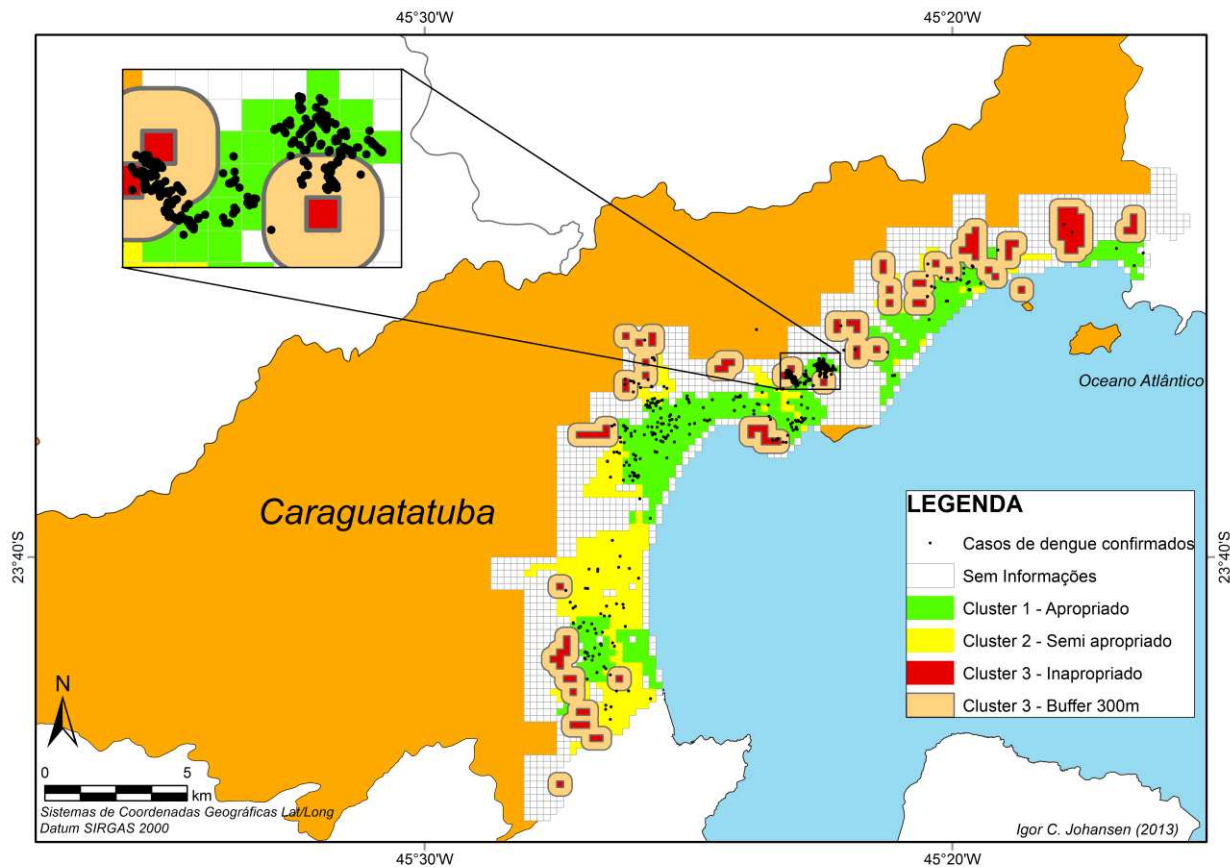 45°30'W
45°20'W
Oceano Atlântico
Caraguatatuba
LEGENDA
Casos de dengue confirmados
Sem Informações
Cluster 1 - Apropriado
Cluster 2 - Semi apropriado
Cluster 3 - Inapropriado
Cluster 3 - Buffer 300m
23°40'S
23°40'S
N
0 5
km
Sistemas de Coordenadas Geográficas Lat/Long
Datum SIRGAS 2000
Igor C. Johansen (2013)
45°30'W
45°20'W